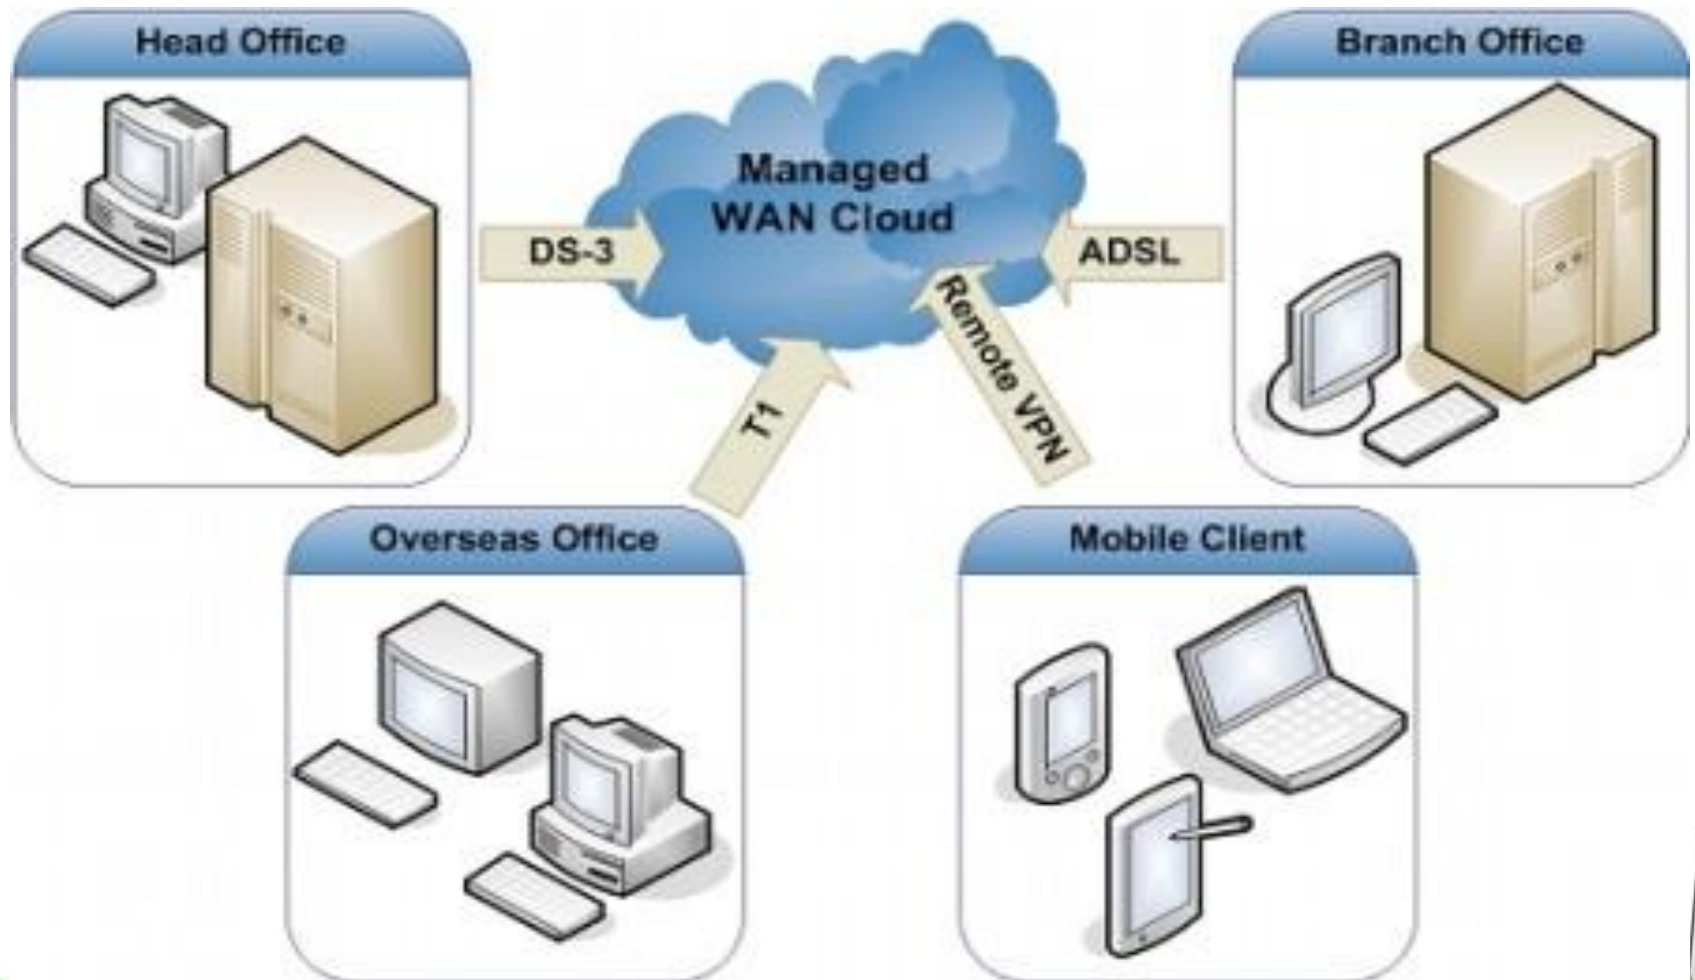 Head Office
Branch Office
Managed
WAN Cloud
DS-3
ADSL
Remote VPN
T1
Overseas Office
Mobile Client